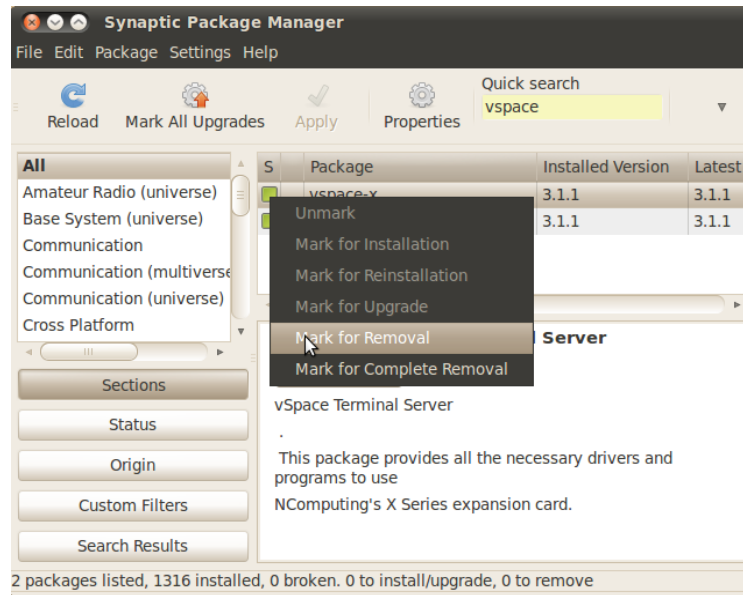 Synaptic Package Manager
File Edit Package Settings Help
Quick search
vspace
Reload Mark All Upgrades Apply Properties
All
Amateur Radio (universe)
Base System (universe)
Communication
Communication (multiverse
Communication (universe)
Cross Platform
S Package Installed Version Latest
vspace-x 3.1.1 3.1.1
3.1.1 3.1.1
Unmark
Mark for Installation
Mark for Reinstallation
Mark for Upgrade
Mark for Removal
Mark for Complete Removal
Server
vSpace Terminal Server
.
This package provides all the necessary drivers and
programs to use
NComputing's X Series expansion card.
Sections
Status
Origin
Custom Filters
Search Results
2 packages listed, 1316 installed, 0 broken. 0 to install/upgrade, 0 to remove